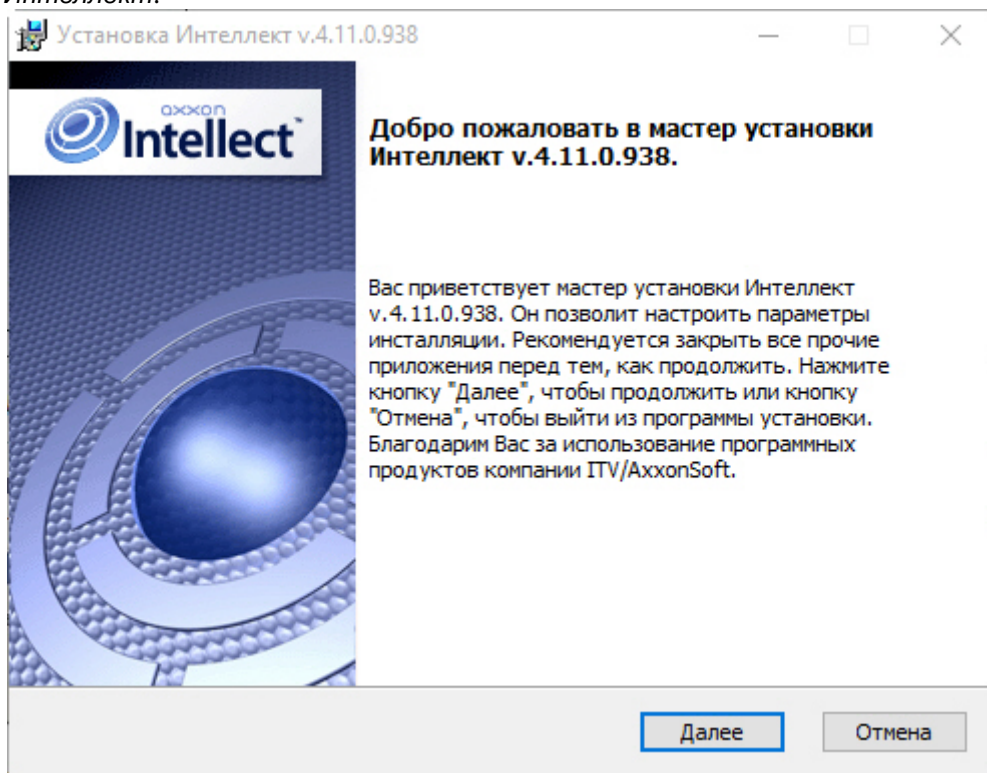 Интеллект.
Установка Интеллект v.4.11.0.938
axxon
Intellect™
Добро пожаловать в мастер установки
Интеллект v.4.11.0.938.
Вас приветствует мастер установки Интеллект
v.4.11.0.938. Он позволит настроить параметры
инсталляции. Рекомендуется закрыть все прочие
приложения перед тем, как продолжить. Нажмите
кнопку "Далее", чтобы продолжить или кнопку
"Отмена", чтобы выйти из программы установки.
Благодарим Вас за использование программных
продуктов компании ITV/AxxonSoft.
Далее
Отмена